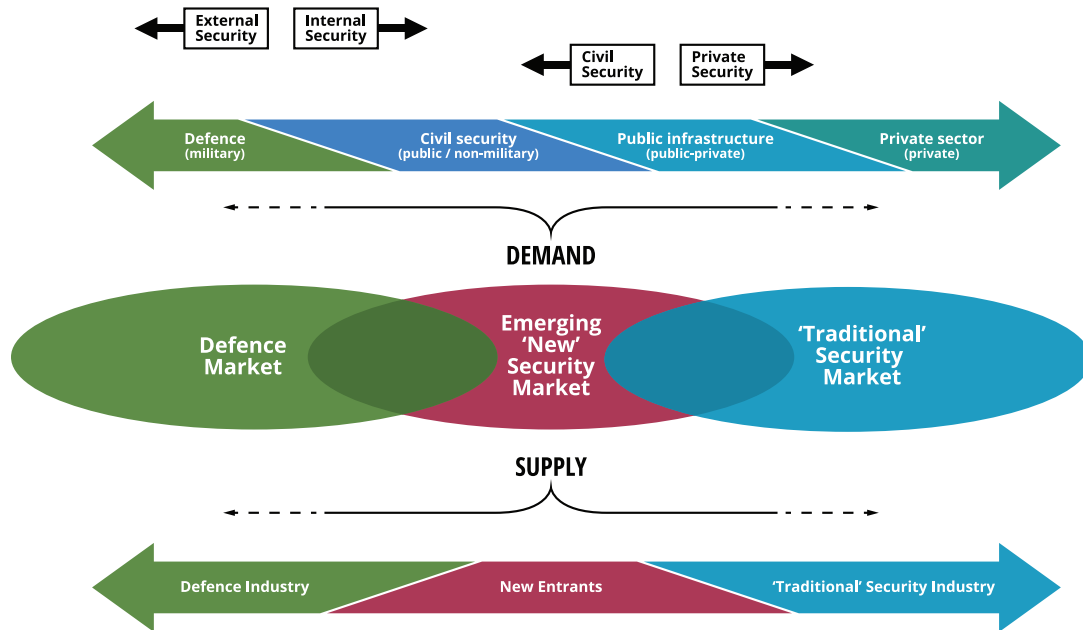 External
Security
Internal
Security
Civil
Security
Private
Security
Defence
(military)
Civil security
(public / non-military)
Public infrastructure
(public-private)
Private sector
(private)
DEMAND
Defence
Market
Emerging
‘New’
Security
Market
‘Traditional’
Security
Market
SUPPLY
Defence Industry
New Entrants
‘Traditional’ Security Industry